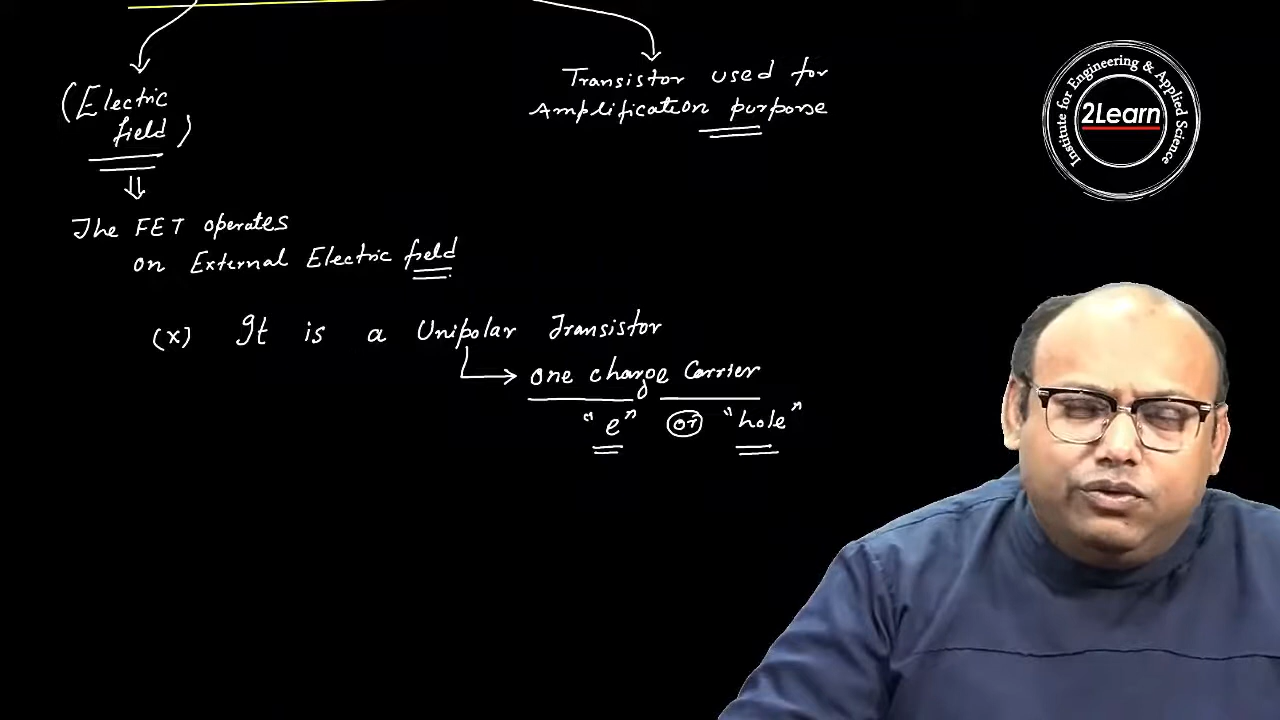 (Electric
field)
Transistor used for
Amplification purpose
The FET operates
on External Electric field
(x) It is a Unipolar Transistor
one charge Carrier
"e" or "hole"
Institute for Engineering & Applied Science
2Learn